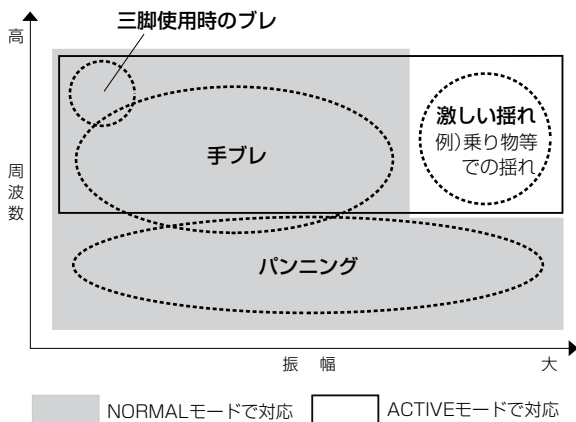 三脚使用時のブレ
高
激しい揺れ
例)乗り物等
での揺れ
手ブレ
周波数
パンニング
振 幅
大
NORMALモードで対応
ACTIVEモードで対応